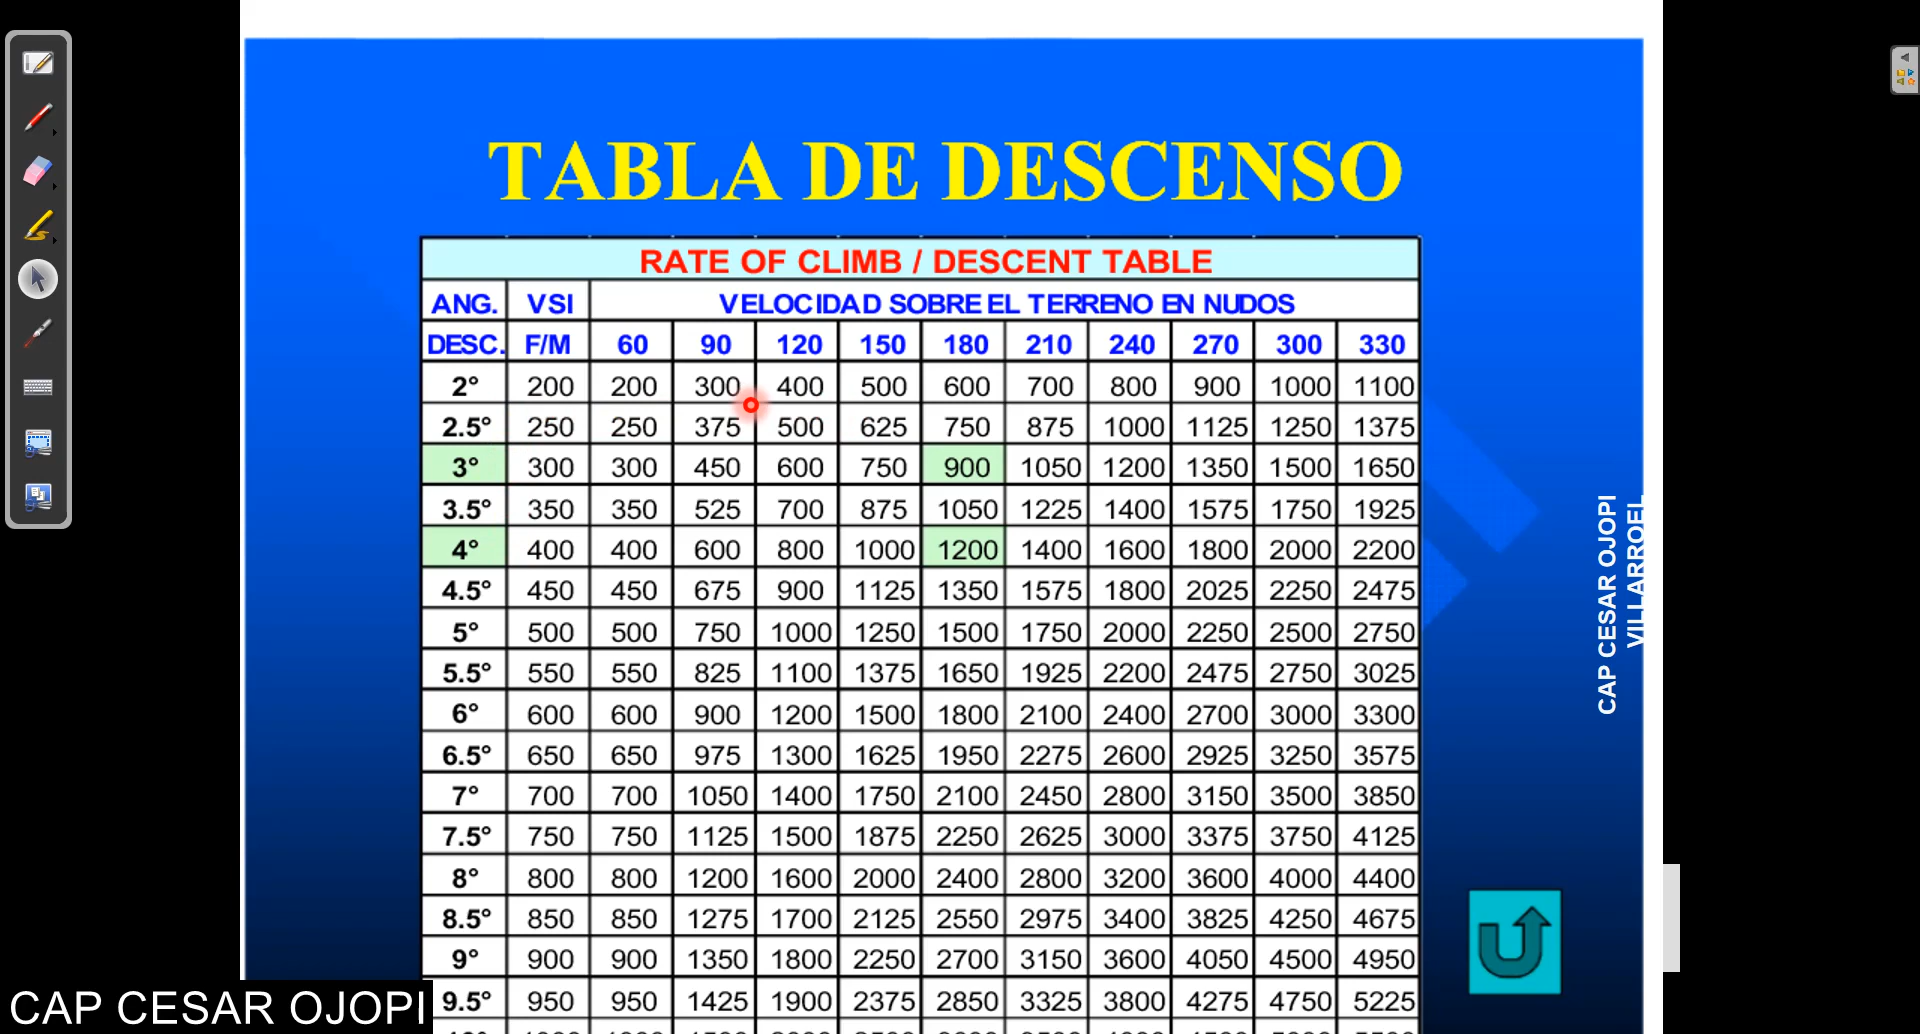 TABLA DE DESCENSO
RATE OF CLIMB / DESCENT TABLE
ANG. VSI VELOCIDAD SOBRE EL TERRENO EN NUDOS
DESC. F/M 60 90 120 150 180 210 240 270 300 330
2° 200 200 300 400 500 600 700 800 900 1000 1100
2.5° 250 250 375 500 625 750 875 1000 1125 1250 1375
3° 300 300 450 600 750 900 1050 1200 1350 1500 1650
3.5° 350 350 525 700 875 1050 1225 1400 1575 1750 1925
4° 400 400 600 800 1000 1200 1400 1600 1800 2000 2200
4.5° 450 450 675 900 1125 1350 1575 1800 2025 2250 2475
5° 500 500 750 1000 1250 1500 1750 2000 2250 2500 2750
5.5° 550 550 825 1100 1375 1650 1925 2200 2475 2750 3025
6° 600 600 900 1200 1500 1800 2100 2400 2700 3000 3300
6.5° 650 650 975 1300 1625 1950 2275 2600 2925 3250 3575
7° 700 700 1050 1400 1750 2100 2450 2800 3150 3500 3850
7.5° 750 750 1125 1500 1875 2250 2625 3000 3375 3750 4125
8° 800 800 1200 1600 2000 2400 2800 3200 3600 4000 4400
8.5° 850 850 1275 1700 2125 2550 2975 3400 3825 4250 4675
9° 900 900 1350 1800 2250 2700 3150 3600 4050 4500 4950
9.5° 950 950 1425 1900 2375 2850 3325 3800 4275 4750 5225
CAP CESAR OJOPI
VILLARROEL
CAP CESAR OJOPI